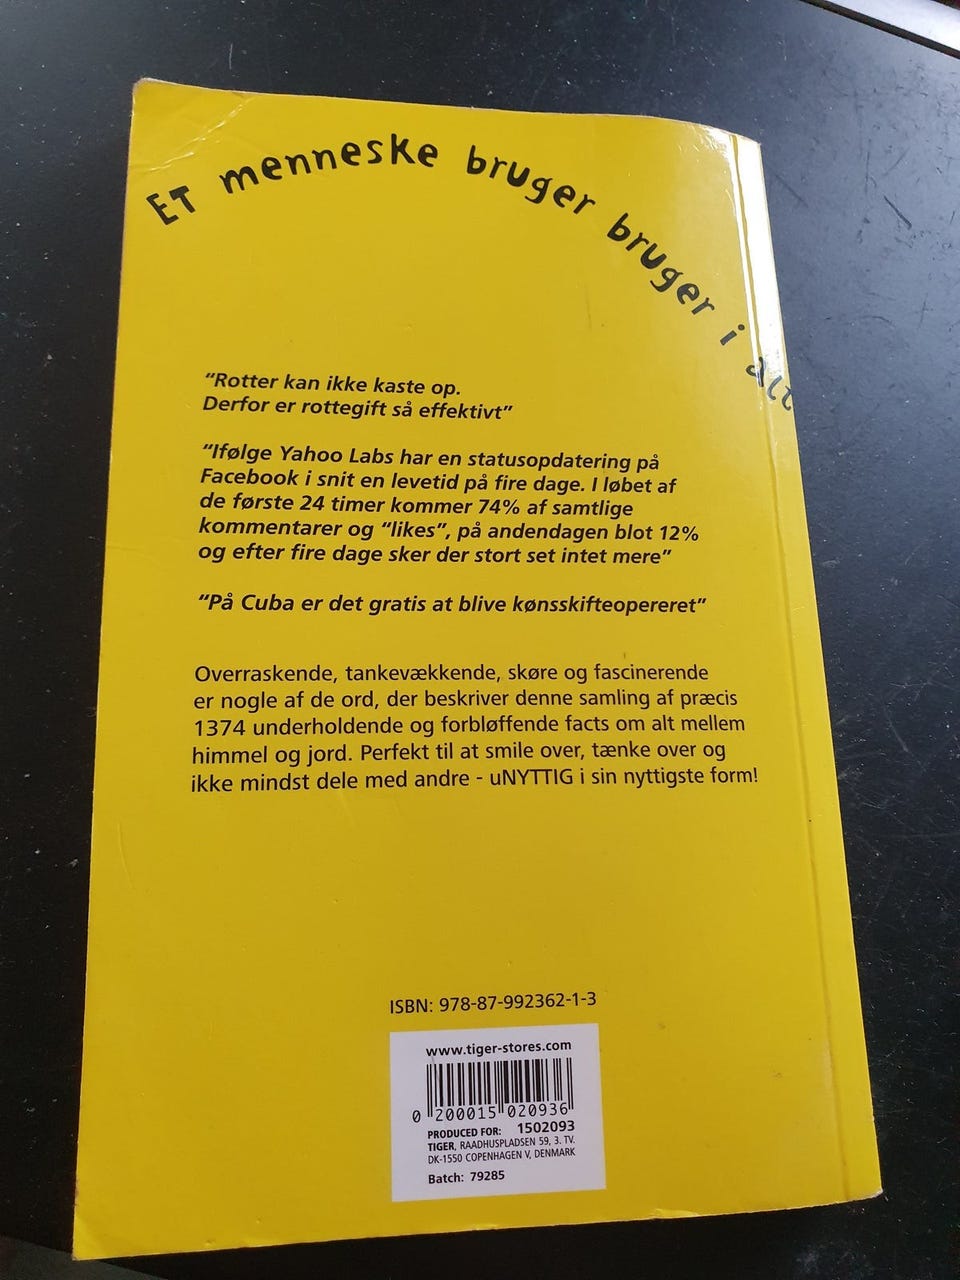 ET menneske bruger bruger i alt
“Rotter kan ikke kaste op.
Derfor er rottegift så effektivt”
“Ifølge Yahoo Labs har en statusopdatering på
Facebook i snit en levetid på fire dage. I løbet af
de første 24 timer kommer 74% af samtlige
kommentarer og “likes”, på andendagen blot 12%
og efter fire dage sker der stort set intet mere”
“På Cuba er det gratis at blive kønsskifteopereret”
Overraskende, tankevækkende, skøre og fascinerende
er nogle af de ord, der beskriver denne samling af præcis
1374 underholdende og forbløffende facts om alt mellem
himmel og jord. Perfekt til at smile over, tænke over og
ikke mindst dele med andre - uNYTTIG i sin nyttigste form!
ISBN: 978-87-992362-1-3
www.tiger-stores.com
0 200015 020936
PRODUCED FOR: 1502093
TIGER, RAADHUSPLADSEN 59, 3. TV.
DK-1550 COPENHAGEN V, DENMARK
Batch: 79285